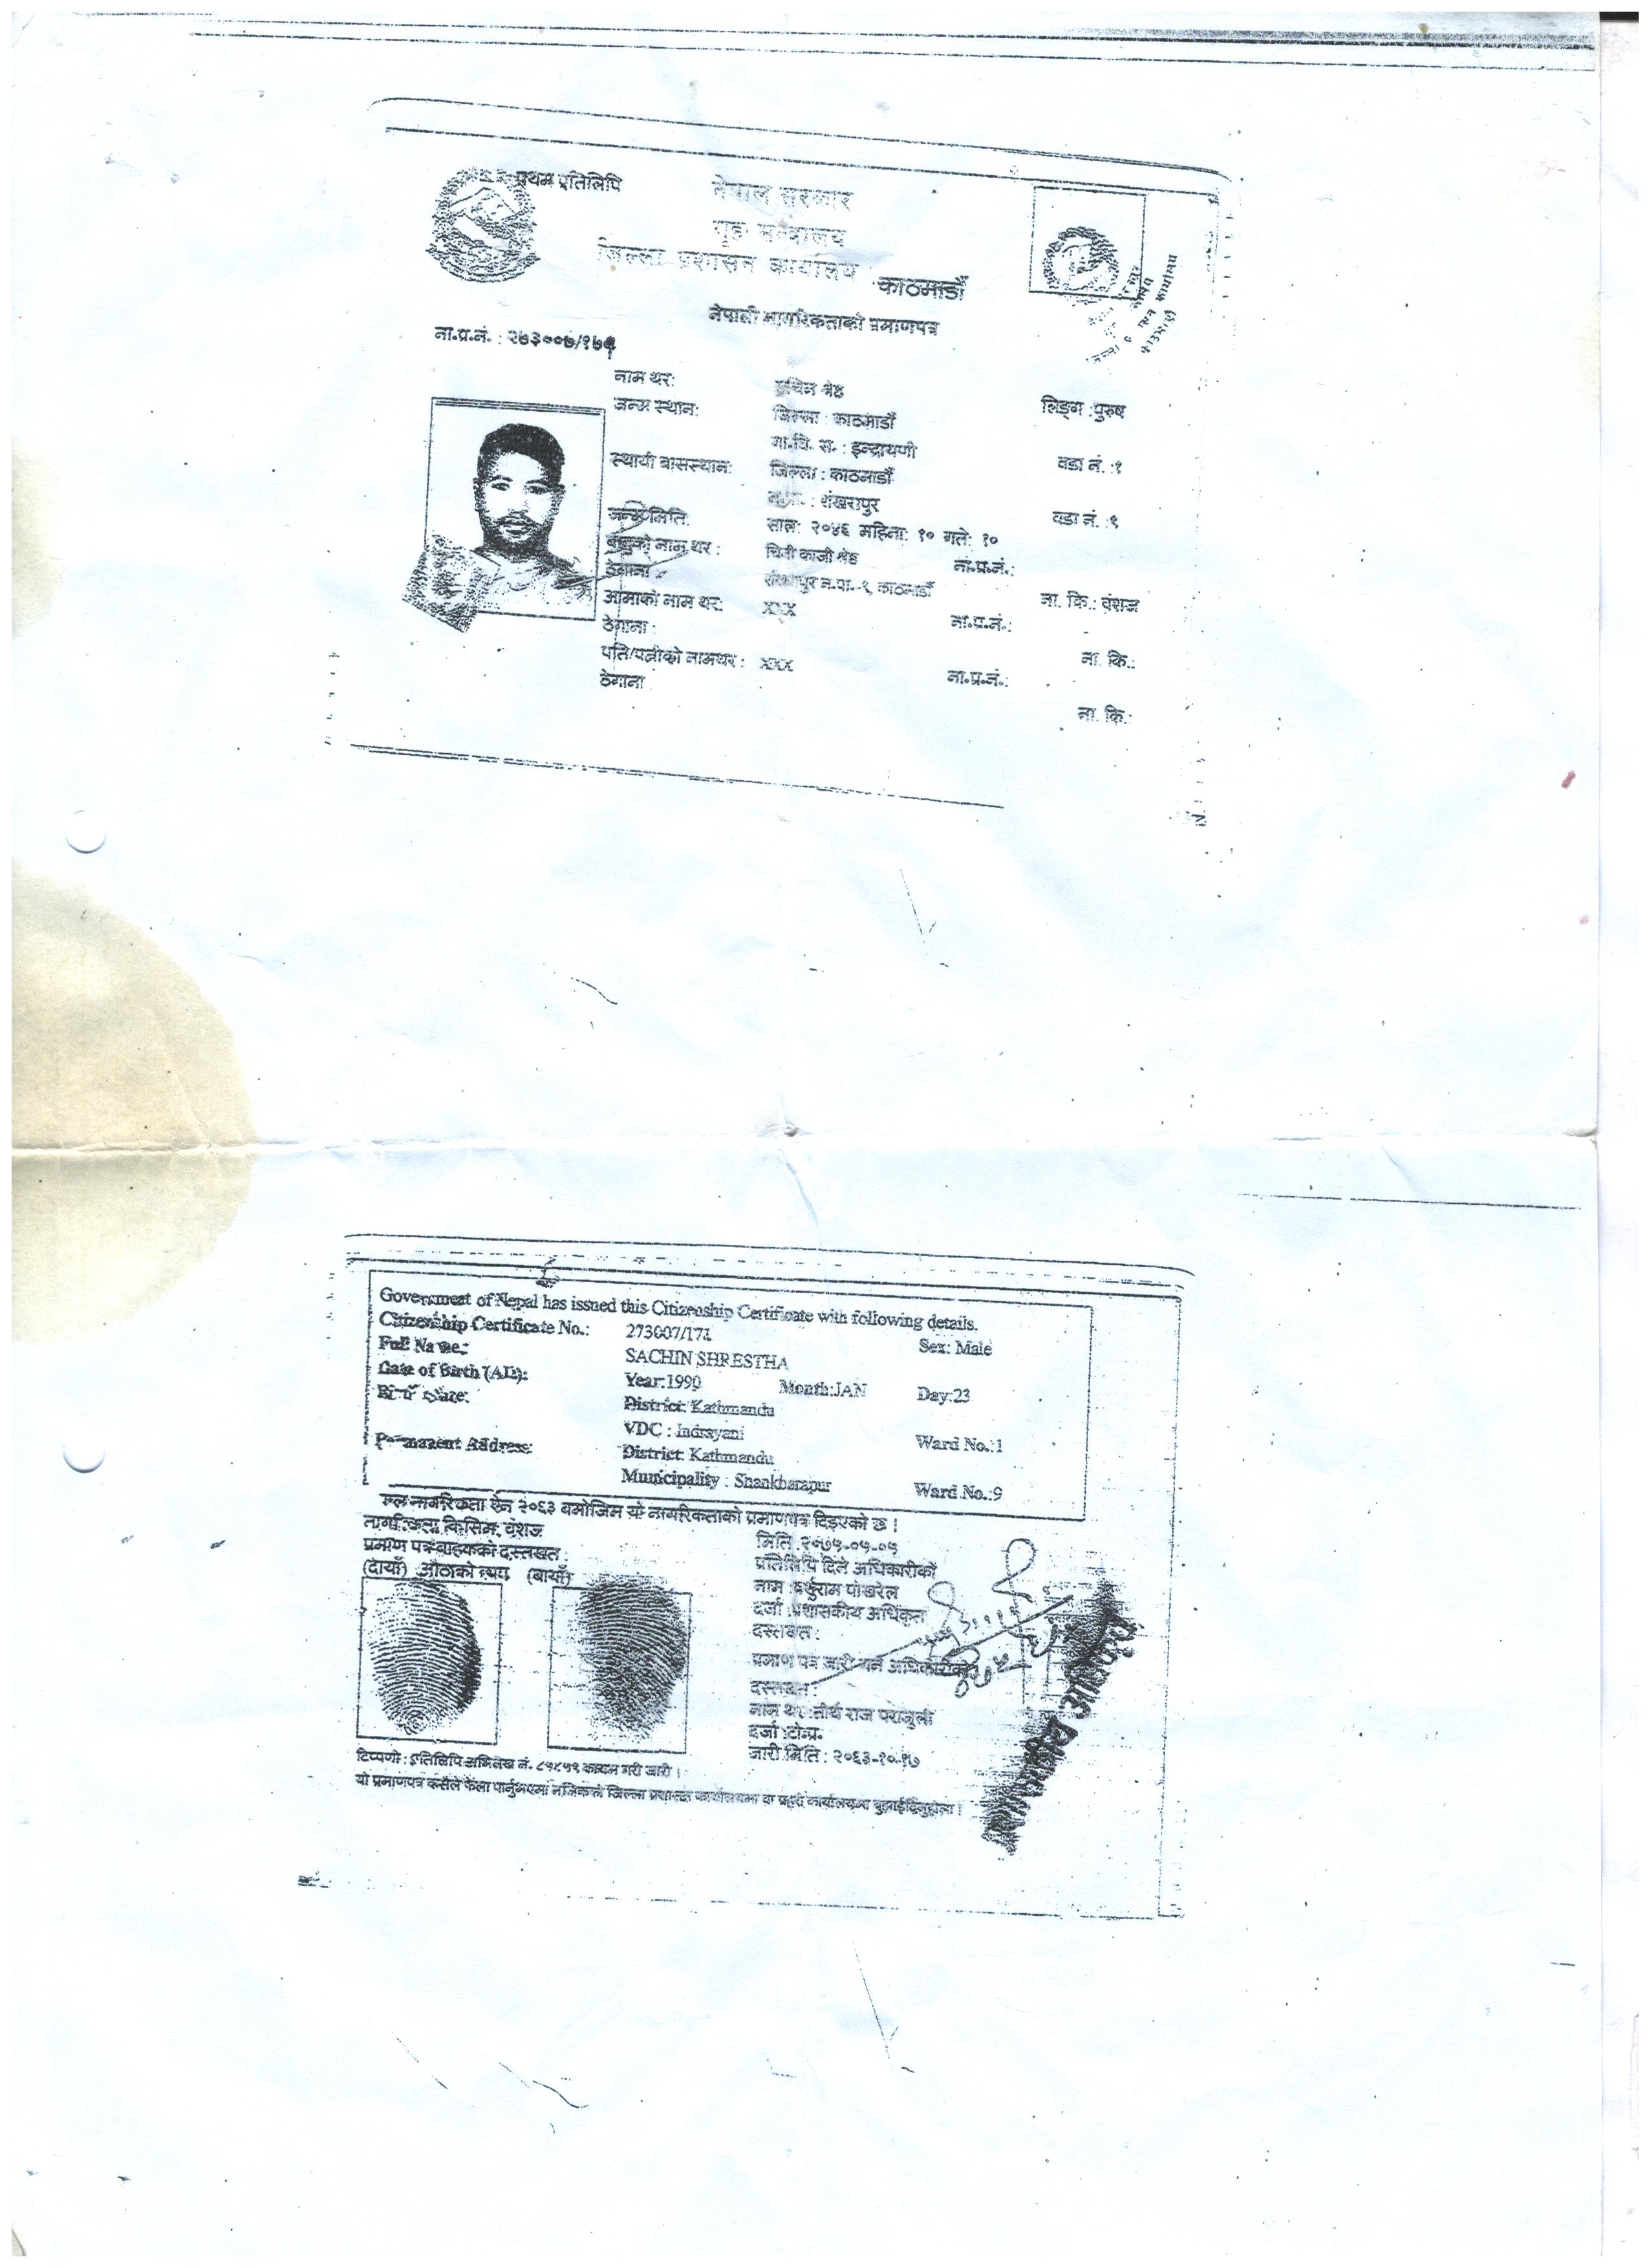 प्रथम प्रतिलिपि
नेपाल सरकार
गृह मन्त्रालय
जिल्ला प्रशासन कार्यालय काठमाडौं
नेपाली नागरिकताको प्रमाणपत्र
ना.प्र.नं. : २७३००७/१७१
नाम थर: श्रेष्ठ लिङ्ग : पुरुष
जन्म स्थान: जिल्ला : काठमाडौं
गा.वि. स. : इन्द्रायणी वडा नं. :१
स्थायी बासस्थान: जिल्ला : काठमाडौं
न.पा. : शंखरापुर वडा नं. :९
जन्म मिति: साल: २०४६ महिना: १० गते: १०
बाबुको नाम थर : चिनी काजी श्रेष्ठ ना.प्र.नं.:
ठेगाना : शंखरापुर न.पा.-९, काठमाडौं ना. कि.: वंशज
आमाको नाम थर: XXX ना.प्र.नं.:
ठेगाना : ना. कि.:
पति/पत्नीको नामथर : XXX ना.प्र.नं.:
ठेगाना ना. कि.:
Government of Nepal has issued this Citizenship Certificate with following details.
Citizenship Certificate No.: 273007/171 Sex: Male
Full Name: SACHIN SHRESTHA
Date of Birth (AD): Year:1990 Month:JAN Day:23
Birth Place: District: Kathmandu
VDC : Indrayani Ward No.:1
Permanent Address: District: Kathmandu
Municipality : Shankharapur Ward No.:9
नागरिकता ऐन २०६३ बमोजिम यो नागरिकताको प्रमाणपत्र दिइएको छ।
नागरिकता किसिम: वंशज
प्रमाण पत्र वाहकको दस्तखत :
(दायाँ) औंठाको छाप (बायाँ)
मिति :२०७५-०५-०५
प्रतिलिपि दिने अधिकारीको
नाम : पोखरेल
दर्जा :प्रशासकीय अधिकृत
दस्तखत :
प्रमाण पत्र जारी गर्ने अधिकारीको
दस्तखत :
नाम थर :तीर्थ राज पराजुली
दर्जा
जारी मिति : २०६३-१०-१७
टिप्पणी : प्रतिलिपि अभिलेख नं. ८५८५९ कायम गरी जारी।
यो प्रमाणपत्र कसैले फेला पार्नुभएमा नजिकको जिल्ला प्रशासन कार्यालयमा वा प्रहरी कार्यालयमा बुझाईदिनुहोला।